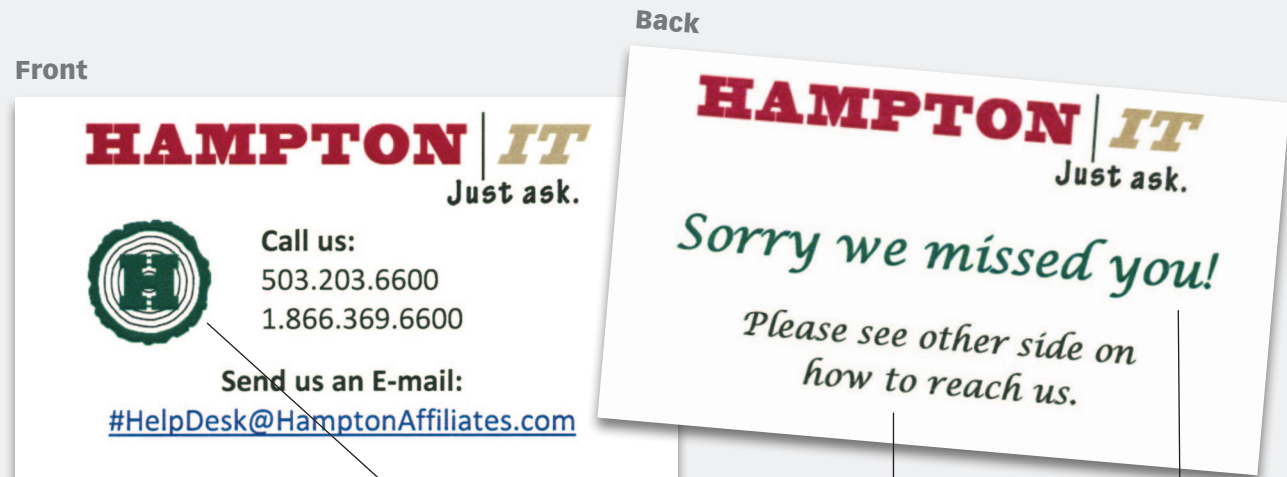 Front
HAMPTON IT
Just ask.
H
Call us:
503.203.6600
1.866.369.6600
Send us an E-mail:
#HelpDesk@HamptonAffiliates.com
Back
HAMPTON IT
Just ask.
Sorry we missed you!
Please see other side on
how to reach us.